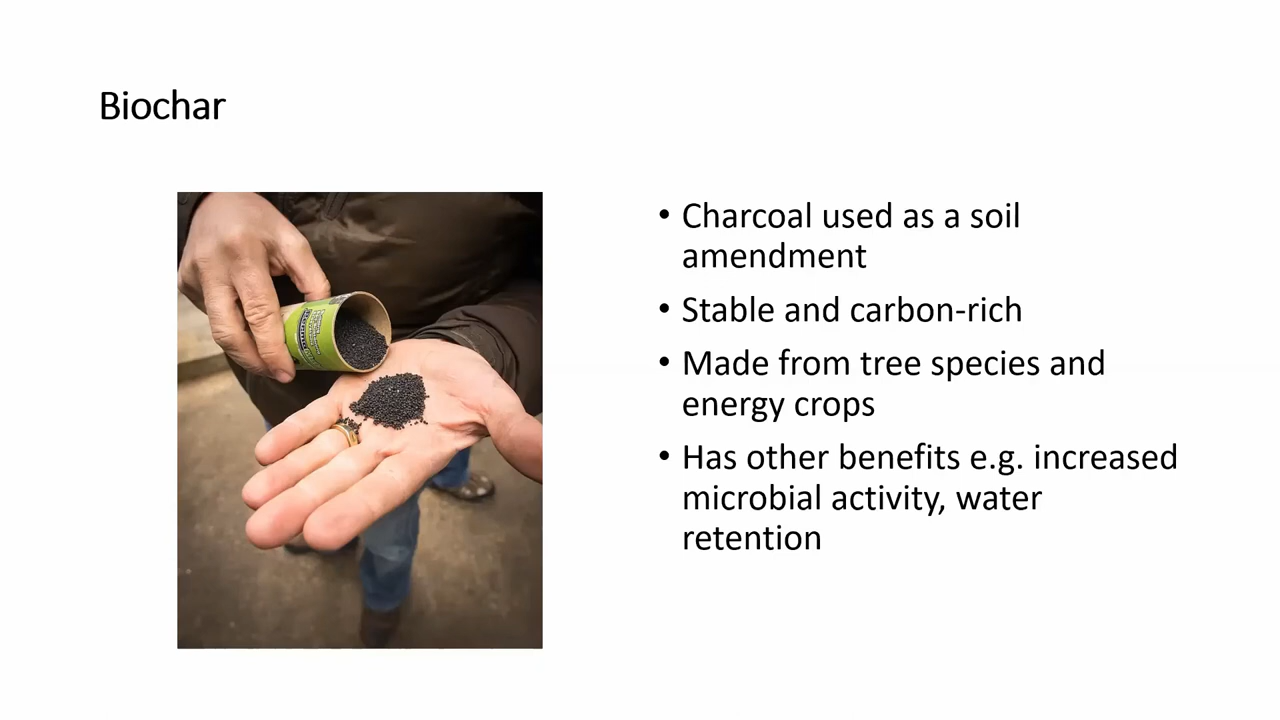 Biochar
• Charcoal used as a soil
amendment
• Stable and carbon-rich
• Made from tree species and
energy crops
• Has other benefits e.g. increased
microbial activity, water
retention